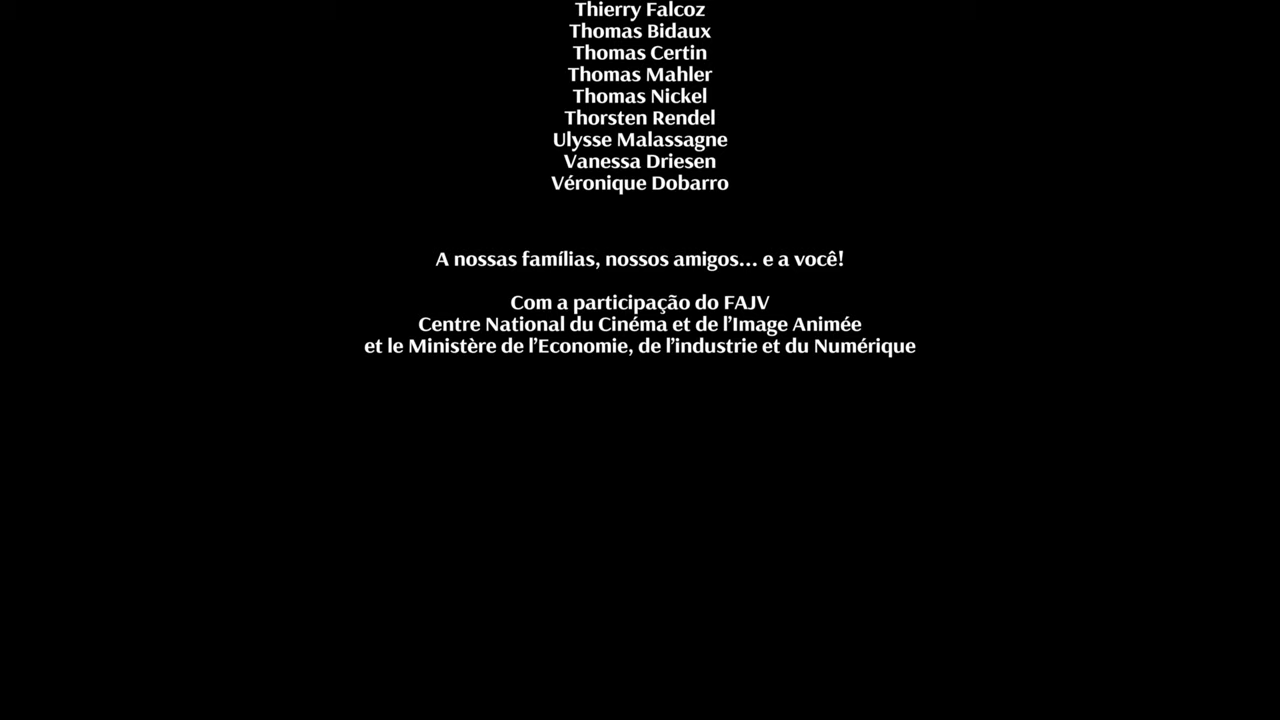 Thierry Falcoz
Thomas Bidaux
Thomas Certin
Thomas Mahler
Thomas Nickel
Thorsten Rendel
Ulysse Malassagne
Vanessa Driesen
Véronique Dobarro
A nossas famílias, nossos amigos... e a você!
Com a participação do FAJV
Centre National du Cinéma et de l’Image Animée
et le Ministère de l’Economie, de l’industrie et du Numérique